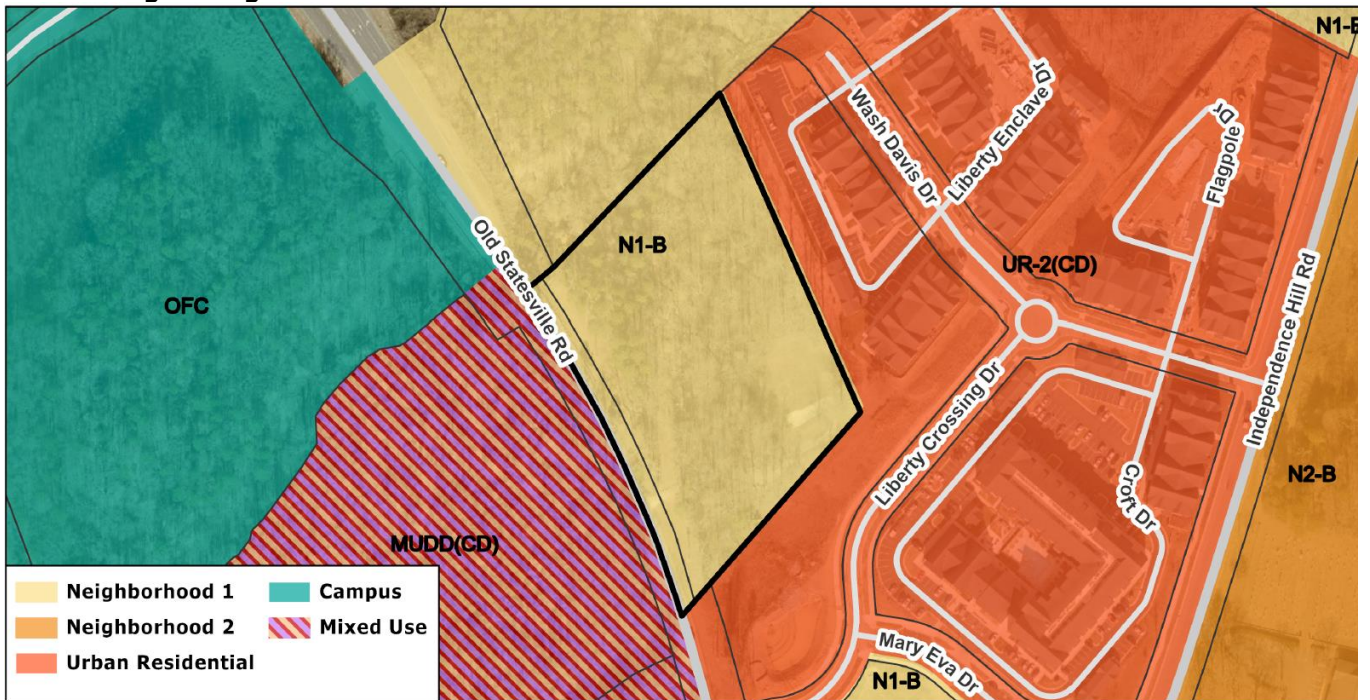 N1-B
Wash Davis Dr
Liberty Enclave Dr
Flagpole Dr
Old Statesville Rd
N1-B
UR-2(CD)
OFC
Independence Hill Rd
Liberty Crossing Dr
N2-B
Croft Dr
MUDD(CD)
Neighborhood 1
Campus
Neighborhood 2
Mixed Use
Urban Residential
Mary Eva Dr
N1-B